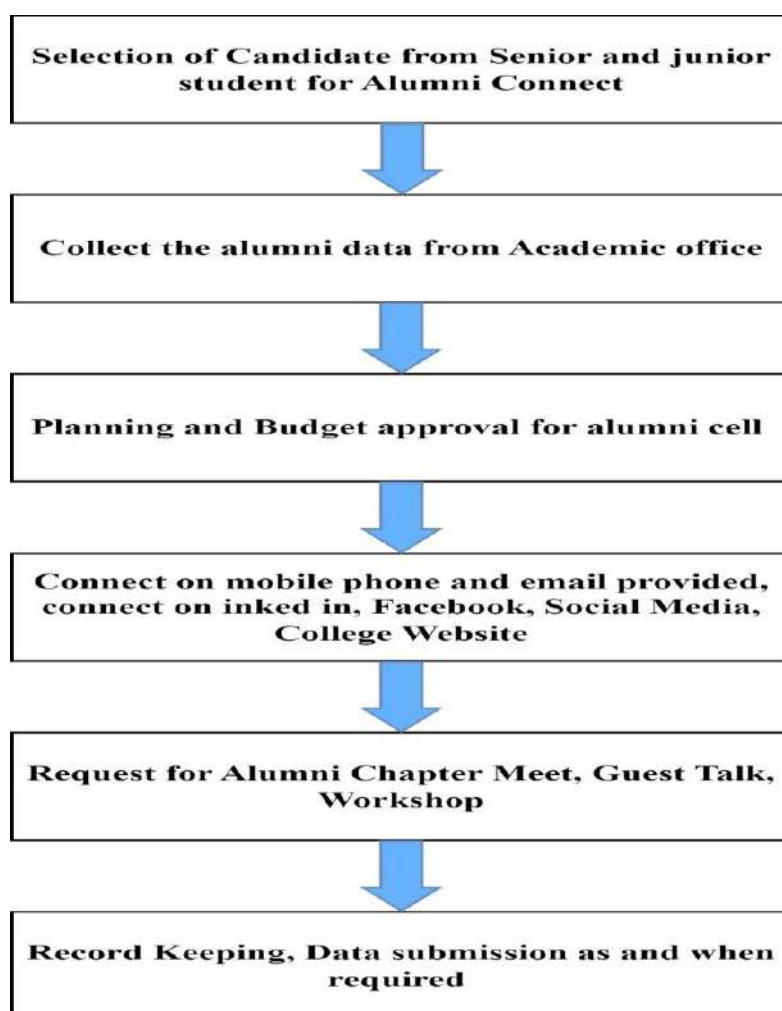 Selection of Candidate from Senior and junior
student for Alumni Connect
Collect the alumni data from Academic office
Planning and Budget approval for alumni cell
Connect on mobile phone and email provided,
connect on inked in, Facebook, Social Media,
College Website
Request for Alumni Chapter Meet, Guest Talk,
Workshop
Record Keeping, Data submission as and when
required